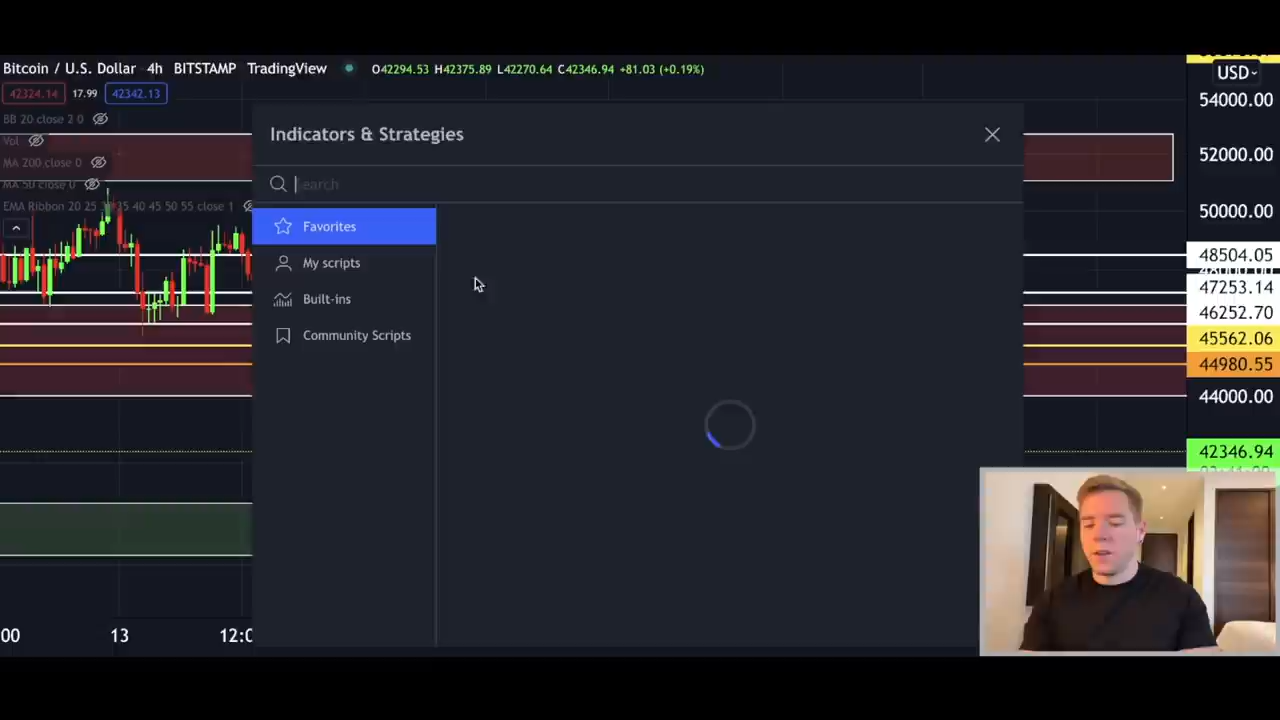 Bitcoin / U.S. Dollar 4h BITSTAMP TradingView O42294.53 H42375.89 L42270.64 C42346.94 +81.03 (+0.19%)
USD
42324.14 17.99 42342.13
54000.00
BB 20 close 2 0
Indicators & Strategies
Vol
52000.00
MA 200 close 0
MA 50 close 0
earch
EMA Ribbon 20 25 30 35 40 45 50 55 close 1
50000.00
Favorites
48504.05
My scripts
48000.00
47253.14
Built-ins
46252.70
Community Scripts
45562.06
44980.55
44000.00
42346.94
00 13 12:0